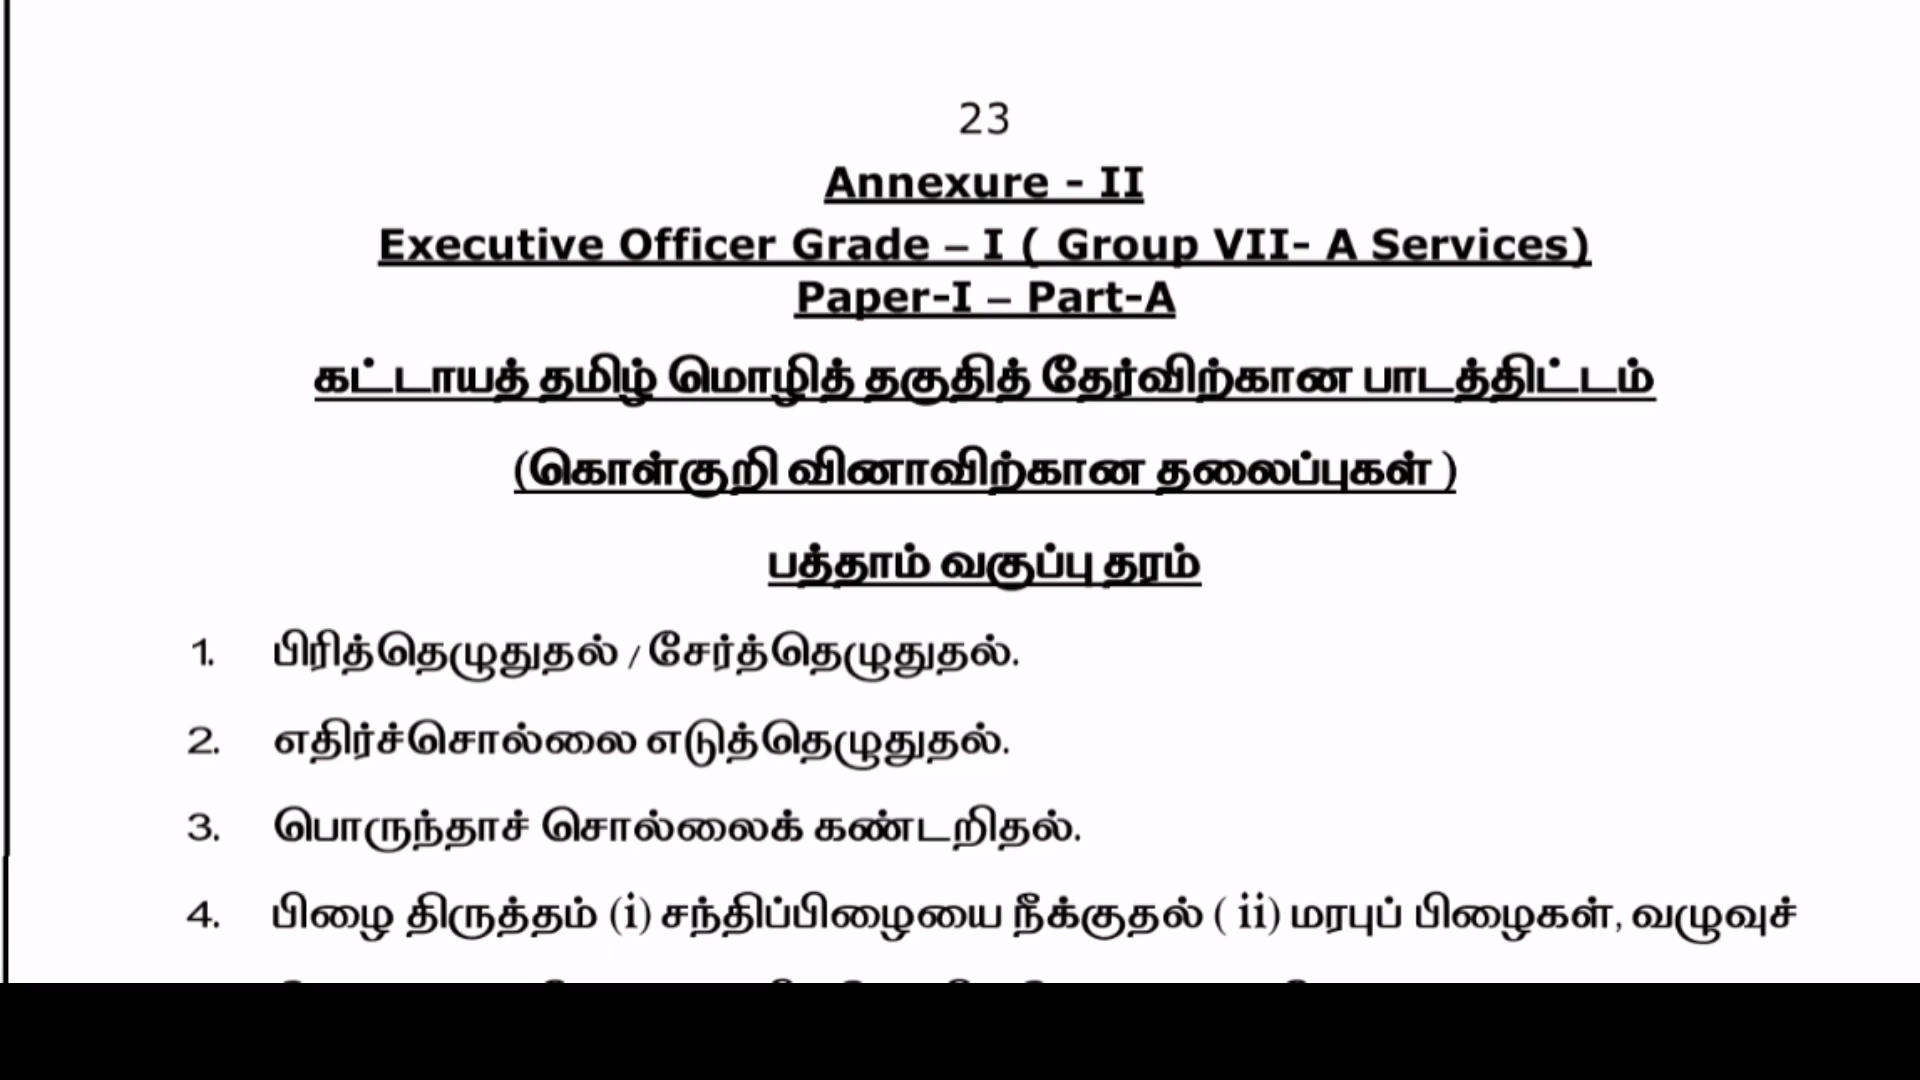 23
Annexure - II
Executive Officer Grade – I ( Group VII- A Services)
Paper-I – Part-A
கட்டாயத் தமிழ் மொழித் தகுதித் தேர்விற்கான பாடத்திட்டம்
(கொள்குறி வினாவிற்கான தலைப்புகள் )
பத்தாம் வகுப்பு தரம்
1. பிரித்தெழுதுதல் / சேர்த்தெழுதுதல்.
2. எதிர்ச்சொல்லை எடுத்தெழுதுதல்.
3. பொருந்தாச் சொல்லைக் கண்டறிதல்.
4. பிழை திருத்தம் (i) சந்திப்பிழையை நீக்குதல் ( ii) மரபுப் பிழைகள், வழுவுச்